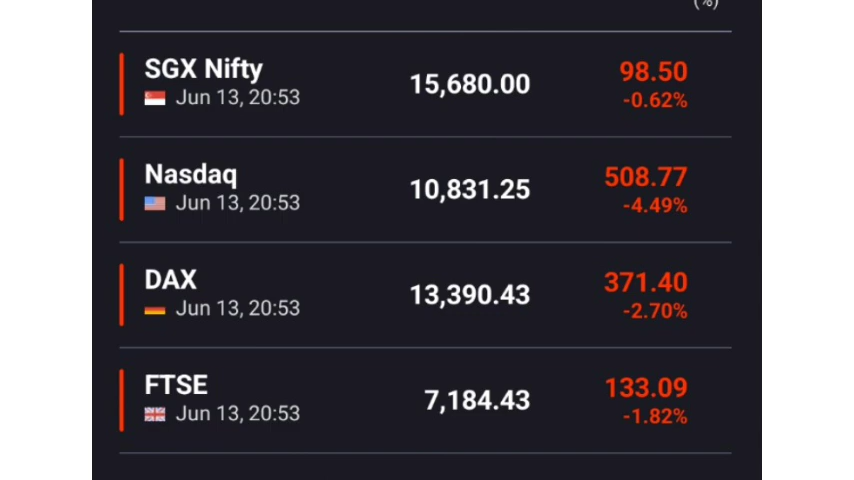 (%)
SGX Nifty
Jun 13, 20:53
15,680.00
98.50
-0.62%
Nasdaq
Jun 13, 20:53
10,831.25
508.77
-4.49%
DAX
Jun 13, 20:53
13,390.43
371.40
-2.70%
FTSE
Jun 13, 20:53
7,184.43
133.09
-1.82%